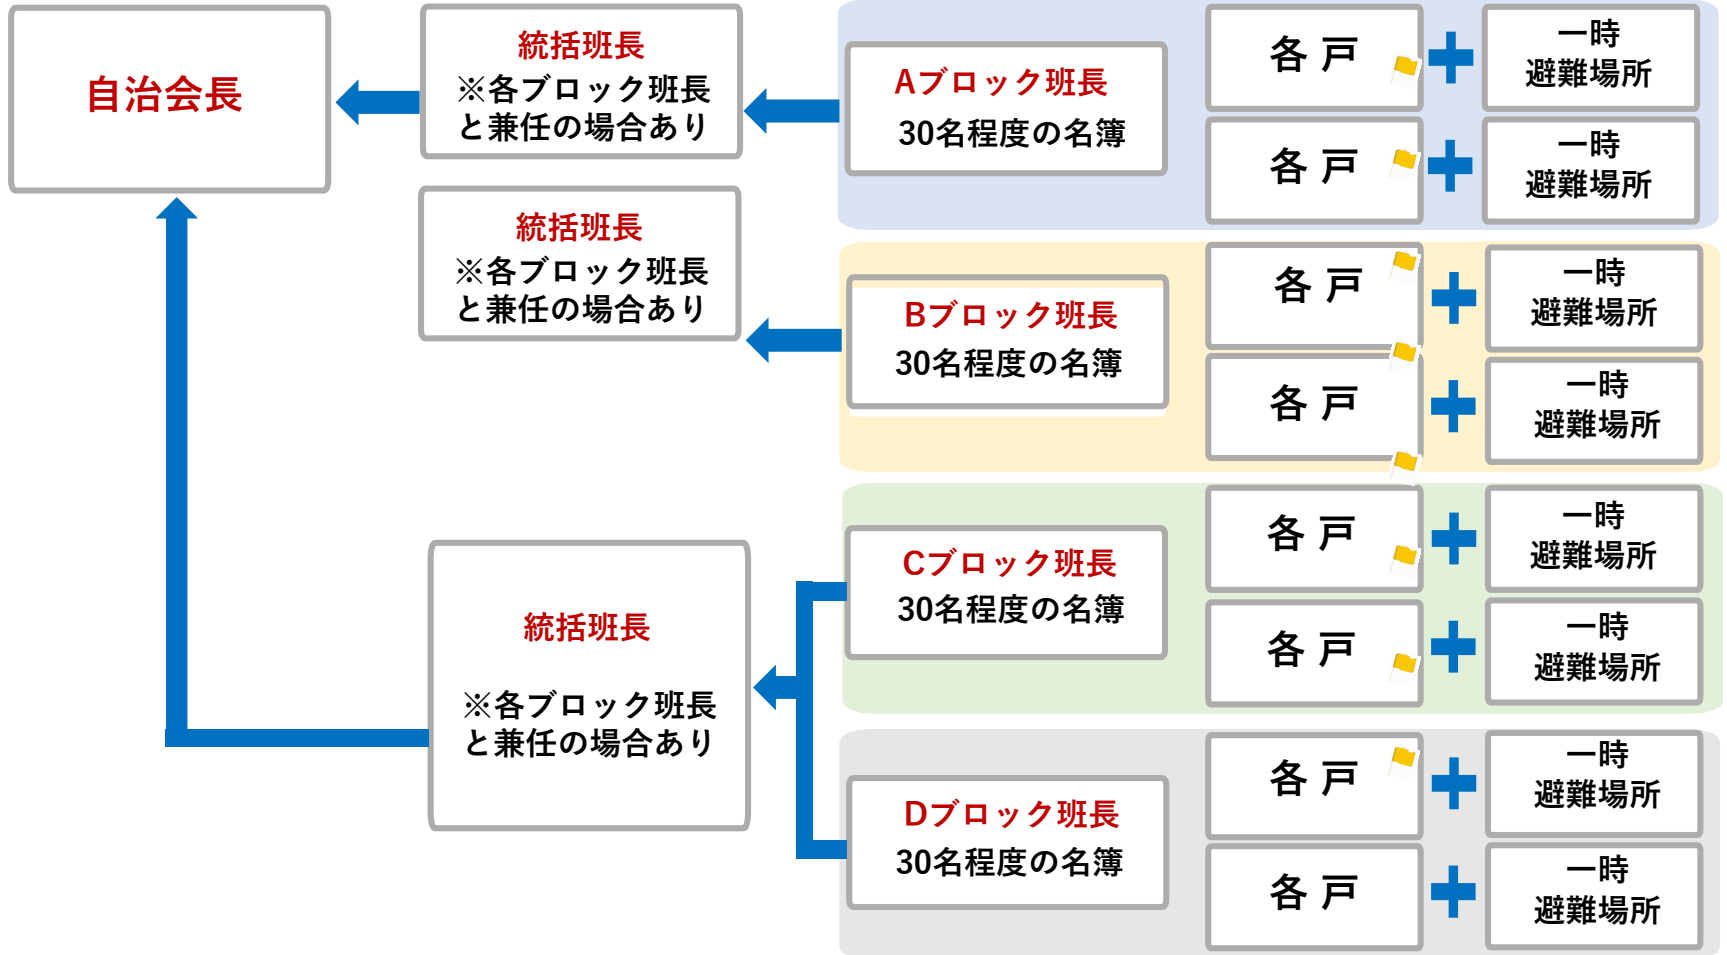 自治会長
統括班長
※各ブロック班長
と兼任の場合あり
Aブロック班長
30名程度の名簿
各 戸
一時
避難場所
各 戸
一時
避難場所
統括班長
※各ブロック班長
と兼任の場合あり
Bブロック班長
30名程度の名簿
各 戸
一時
避難場所
各 戸
一時
避難場所
統括班長
※各ブロック班長
と兼任の場合あり
Cブロック班長
30名程度の名簿
各 戸
一時
避難場所
各 戸
一時
避難場所
Dブロック班長
30名程度の名簿
各 戸
一時
避難場所
各 戸
一時
避難場所